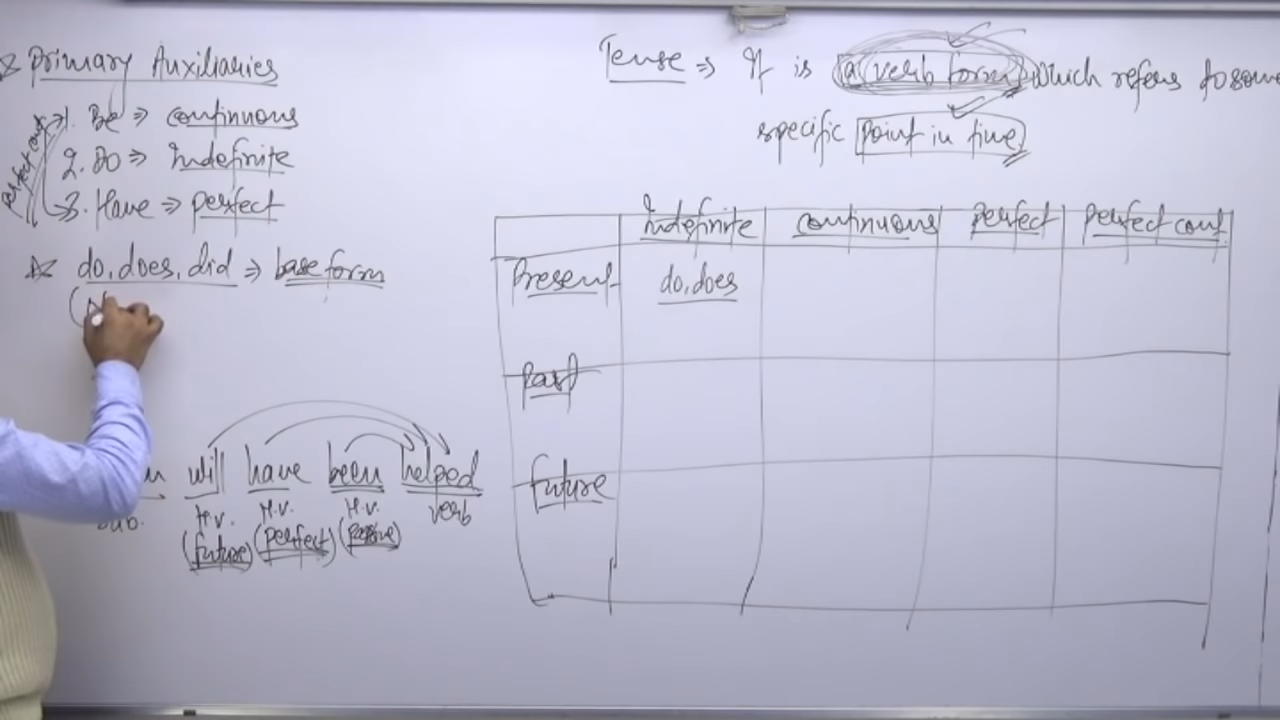 Primary Auxiliaries
1. Be ⇒ continuous
2. Do ⇒ Indefinite
3. Have ⇒ perfect
perfect cont
do, does, did ⇒ base form
(N
will have been helped
Sub. H.v. H.v. H.v. verb
(future) (perfect) (passive)
Tense ⇒ It is a verb form which refers to some
specific point in time
Indefinite continuous perfect perfect cont.
Present do, does
Past
future